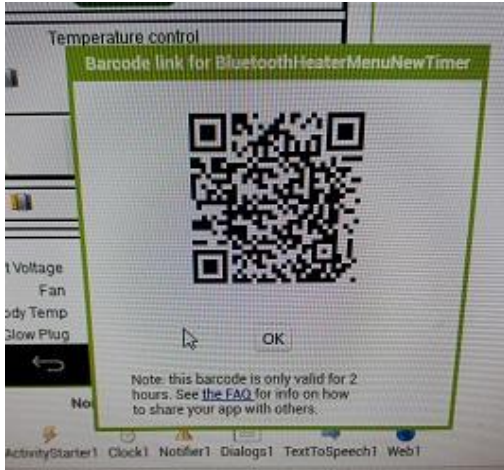 Temperature control
Barcode link for BluetoothHeaterMenuNewTimer
t Voltage
Fan
ody Temp
Glow Plug
OK
Note: this barcode is only valid for 2
hours. See the FAQ for info on how
to share your app with others.
No
ActivityStarter1 Clock1 Notifier1 Dialogs1 TextToSpeech1 Web1